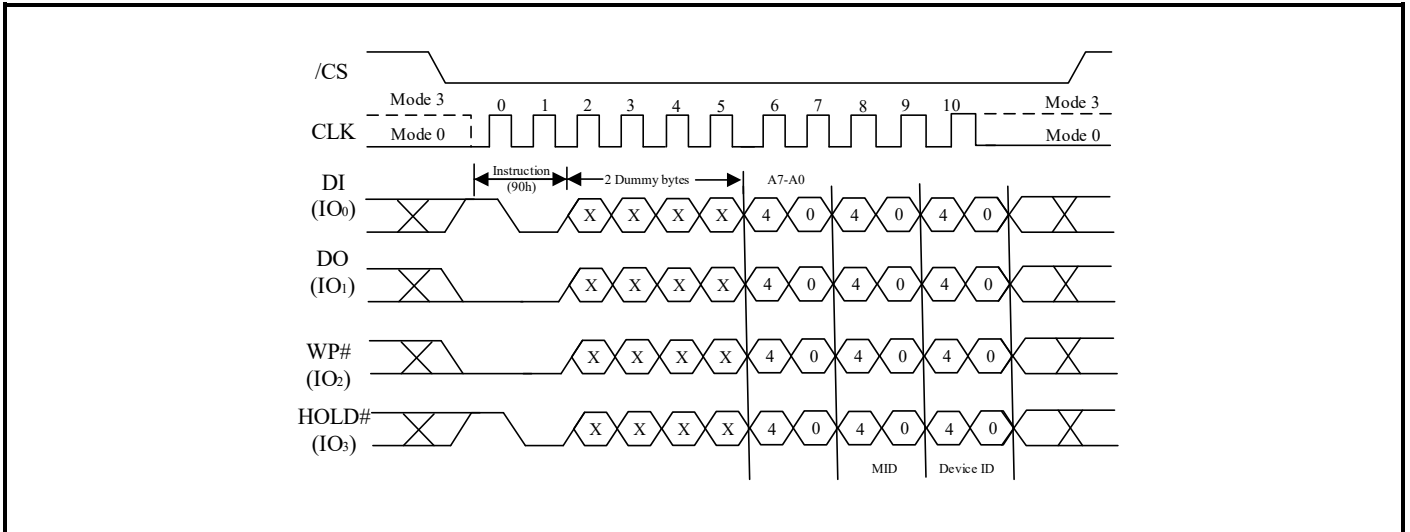 /CS
Mode 3 0 1 2 3 4 5 6 7 8 9 10 Mode 3
CLK Mode 0 Mode 0
Instruction
(90h) 2 Dummy bytes A7-A0
DI
(IO0) X X X X 4 0 4 0 4 0
DO
(IO1) X X X X 4 0 4 0 4 0
WP#
(IO2) X X X X 4 0 4 0 4 0
HOLD#
(IO3) X X X X 4 0 4 0 4 0
MID Device ID